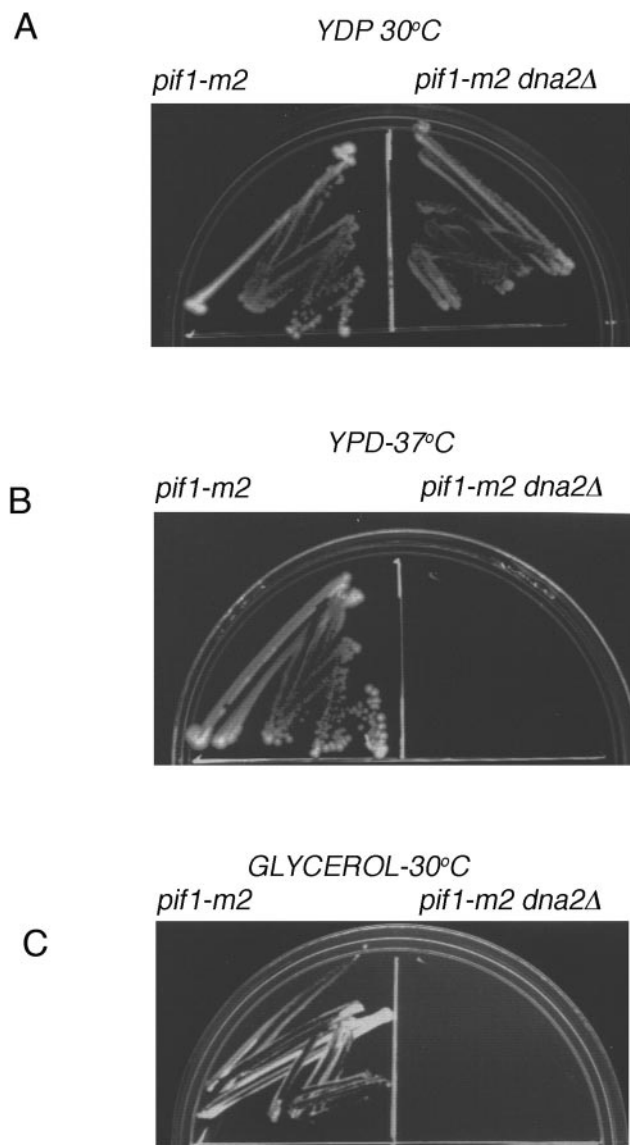 A
YDP 30°C
pif1-m2 pif1-m2 dna2Δ
B
YPD-37°C
pif1-m2 pif1-m2 dna2Δ
C
GLYCEROL-30°C
pif1-m2 pif1-m2 dna2Δ